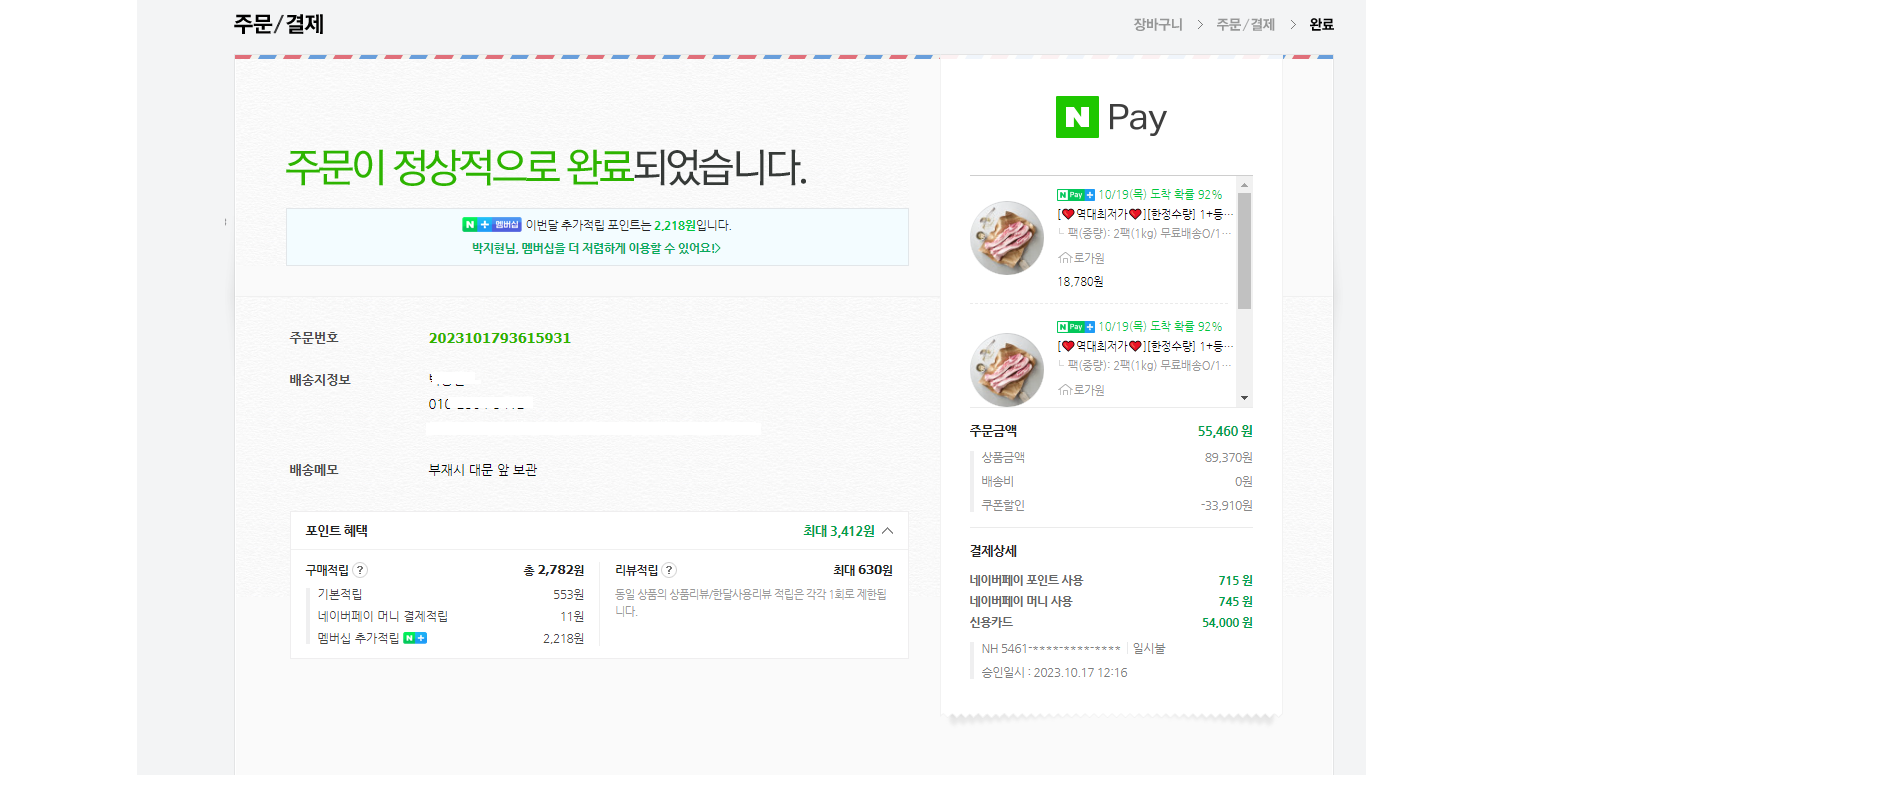 주문/결제
장바구니 > 주문/결제 > 완료
주문이 정상적으로 완료되었습니다.
N+ 멤버십 이번달 추가적립 포인트는 2,218원입니다.
박지현님, 멤버십을 더 저렴하게 이용할 수 있어요!>
주문번호 2023101793615931
배송지정보
010
배송메모 부재시 대문 앞 보관
포인트 혜택 최대 3,412원
구매적립 ? 총 2,782원
기본적립 553원
네이버페이 머니 결제적립 11원
멤버십 추가적립 N+ 2,218원
리뷰적립 ? 최대 630원
동일 상품의 상품리뷰/한달사용리뷰 적립은 각각 1회로 제한됩
니다.
N Pay
N Pay + 10/19(목) 도착 확률 92%
[❤역대최저가❤][한정수량] 1+등…
└ 팩(중량): 2팩(1kg) 무료배송O/1…
로가원
18,780원
N Pay + 10/19(목) 도착 확률 92%
[❤역대최저가❤][한정수량] 1+등…
└ 팩(중량): 2팩(1kg) 무료배송O/1…
로가원
주문금액 55,460 원
상품금액 89,370원
배송비 0원
쿠폰할인 -33,910원
결제상세
네이버페이 포인트 사용 715 원
네이버페이 머니 사용 745 원
신용카드 54,000 원
NH 5461-****-****-**** | 일시불
승인일시 : 2023.10.17 12:16